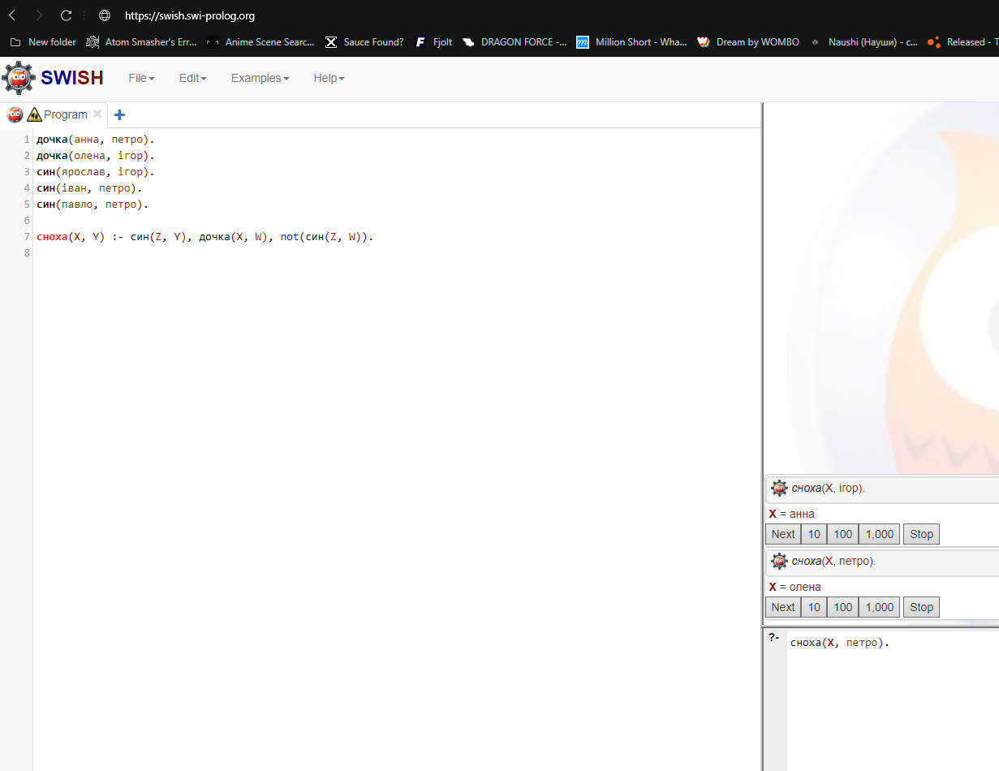 https://swish.swi-prolog.org
New folder Atom Smasher's Err... Anime Scene Searc... Sauce Found? Fjolt DRAGON FORCE -... Million Short - Wha... Dream by WOMBO Naushi (Науши) - c... Released - T
SWISH File Edit Examples Help
Program
1 дочка(анна, петро).
2 дочка(олена, ігор).
3 син(ярослав, ігор).
4 син(іван, петро).
5 син(павло, петро).
6
7 сноха(X, Y) :- син(Z, Y), дочка(X, W), not(син(Z, W)).
8
сноха(X, ігор).
X = анна
Next 10 100 1,000 Stop
сноха(X, петро).
X = олена
Next 10 100 1,000 Stop
?- сноха(X, петро).